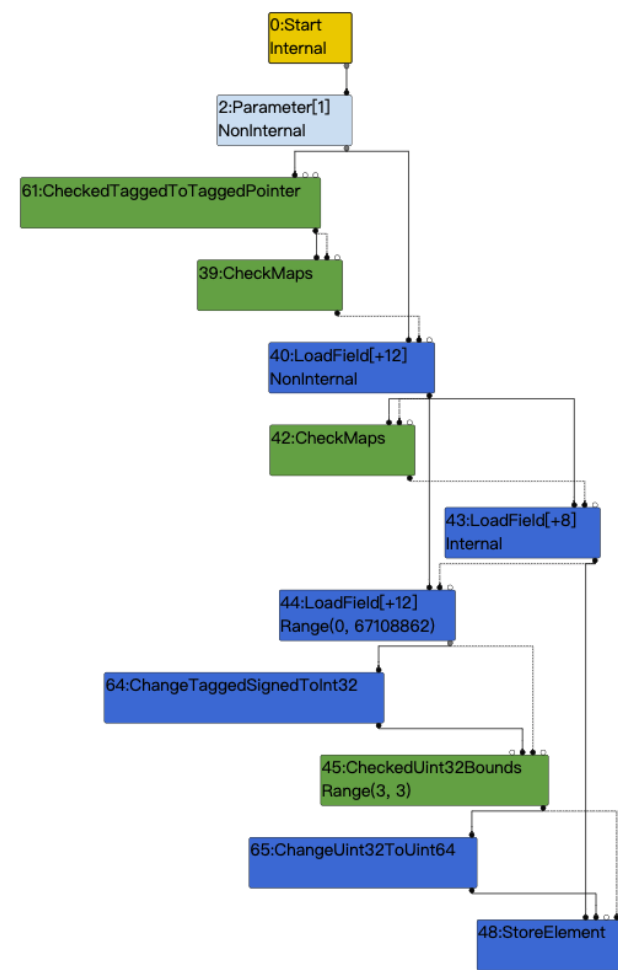 0:Start
Internal
2:Parameter[1]
NonInternal
61:CheckedTaggedToTaggedPointer
39:CheckMaps
40:LoadField[+12]
NonInternal
42:CheckMaps
43:LoadField[+8]
Internal
44:LoadField[+12]
Range(0, 67108862)
64:ChangeTaggedSignedToInt32
45:CheckedUint32Bounds
Range(3, 3)
65:ChangeUint32ToUint64
48:StoreElement